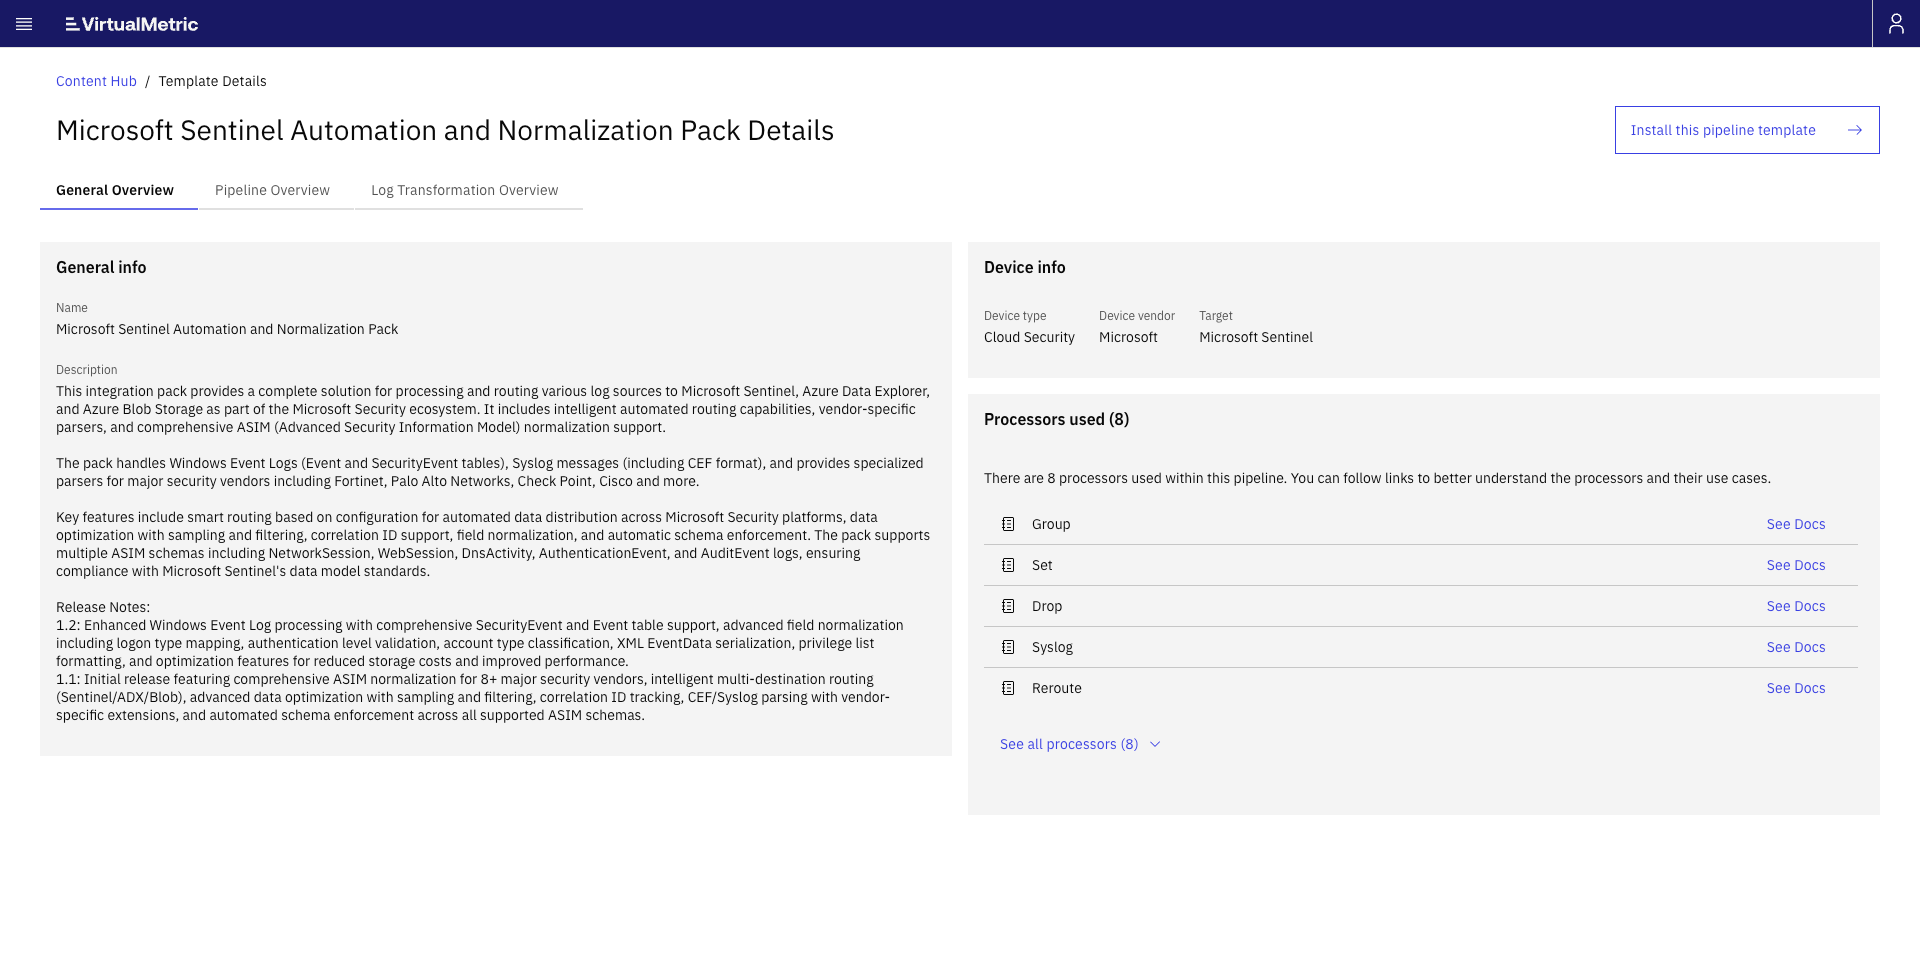 VirtualMetric
Content Hub / Template Details
Microsoft Sentinel Automation and Normalization Pack Details
Install this pipeline template
General Overview
Pipeline Overview
Log Transformation Overview
General info
Name
Microsoft Sentinel Automation and Normalization Pack
Description
This integration pack provides a complete solution for processing and routing various log sources to Microsoft Sentinel, Azure Data Explorer,
and Azure Blob Storage as part of the Microsoft Security ecosystem. It includes intelligent automated routing capabilities, vendor-specific
parsers, and comprehensive ASIM (Advanced Security Information Model) normalization support.
The pack handles Windows Event Logs (Event and SecurityEvent tables), Syslog messages (including CEF format), and provides specialized
parsers for major security vendors including Fortinet, Palo Alto Networks, Check Point, Cisco and more.
Key features include smart routing based on configuration for automated data distribution across Microsoft Security platforms, data
optimization with sampling and filtering, correlation ID support, field normalization, and automatic schema enforcement. The pack supports
multiple ASIM schemas including NetworkSession, WebSession, DnsActivity, AuthenticationEvent, and AuditEvent logs, ensuring
compliance with Microsoft Sentinel's data model standards.
Release Notes:
1.2: Enhanced Windows Event Log processing with comprehensive SecurityEvent and Event table support, advanced field normalization
including logon type mapping, authentication level validation, account type classification, XML EventData serialization, privilege list
formatting, and optimization features for reduced storage costs and improved performance.
1.1: Initial release featuring comprehensive ASIM normalization for 8+ major security vendors, intelligent multi-destination routing
(Sentinel/ADX/Blob), advanced data optimization with sampling and filtering, correlation ID tracking, CEF/Syslog parsing with vendor-
specific extensions, and automated schema enforcement across all supported ASIM schemas.
Device info
Device type
Cloud Security
Device vendor
Microsoft
Target
Microsoft Sentinel
Processors used (8)
There are 8 processors used within this pipeline. You can follow links to better understand the processors and their use cases.
Group
See Docs
Set
See Docs
Drop
See Docs
Syslog
See Docs
Reroute
See Docs
See all processors (8)